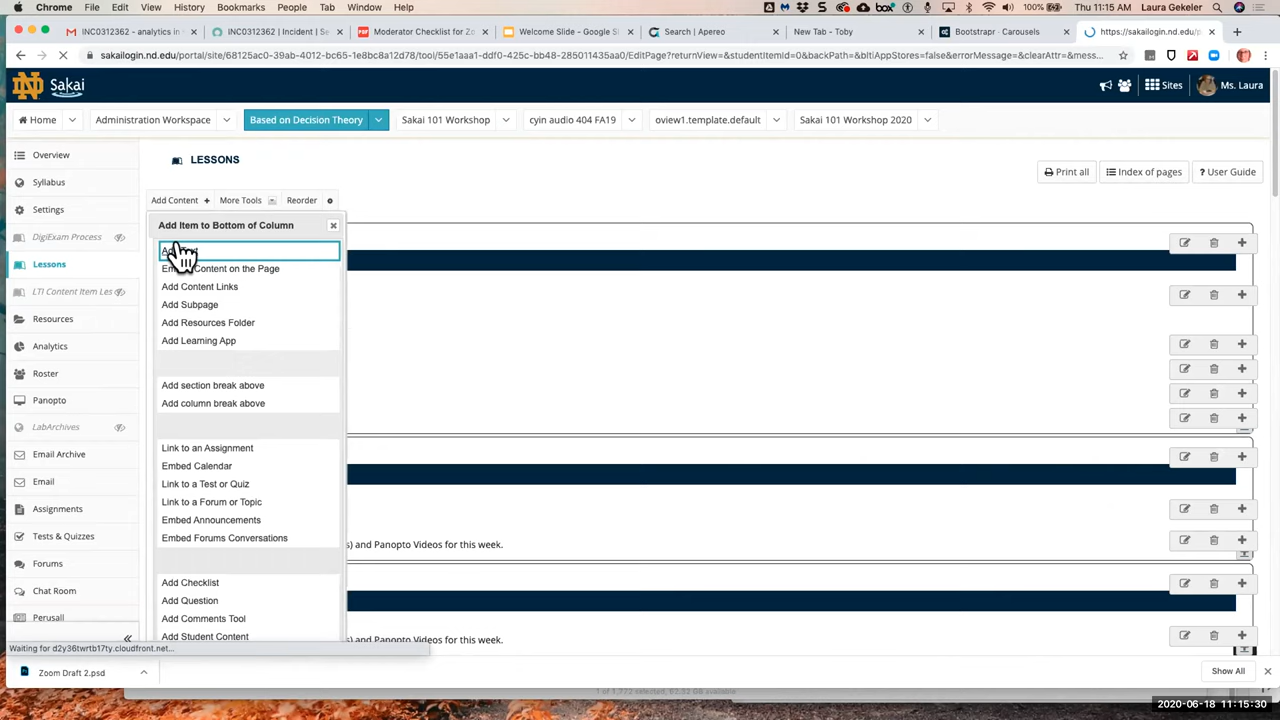 Chrome File Edit View History Bookmarks People Tab Window Help
100% Thu 11:15 AM Laura Gekeler
INC0312362 - analytics in
INC0312362 | Incident | S
Moderator Checklist for Zo
Welcome Slide - Google Sl
Search | Apereo
New Tab - Toby
Bootstrapr · Carousels
https://sakailogin.nd.edu/p
sakailogin.nd.edu/portal/site/68125ac0-39ab-4012-bc65-1e8bca12d78/tool/55e1aaa1-ddf0-425c-bb48-285011435aa0/EditPage?returnView=&studentItemId=0&backPath=&bltiAppStores=false&errorMessage=&clearAttr=&mes...
ND Sakai
Sites
Ms. Laura
Home
Administration Workspace
Based on Decision Theory
Sakai 101 Workshop
cyin audio 404 FA19
oview1.template.default
Sakai 101 Workshop 2020
Overview
Syllabus
Settings
DigiExam Process
Lessons
LTI Content Item Les
Resources
Analytics
Roster
Panopto
LabArchives
Email Archive
Email
Assignments
Tests & Quizzes
Forums
Chat Room
Perusall
LESSONS
Print all
Index of pages
? User Guide
Add Content +
More Tools
Reorder
Add Item to Bottom of Column
Embed Content on the Page
Add Content Links
Add Subpage
Add Resources Folder
Add Learning App
Add section break above
Add column break above
Link to an Assignment
Embed Calendar
Link to a Test or Quiz
Link to a Forum or Topic
Embed Announcements
Embed Forums Conversations
Add Checklist
Add Question
Add Comments Tool
Add Student Content
s) and Panopto Videos for this week.
s) and Panopto Videos for this week.
Waiting for d2y36twrtb17ty.cloudfront.net...
Zoom Draft 2.psd
Show All
2020-06-18 11:15:30